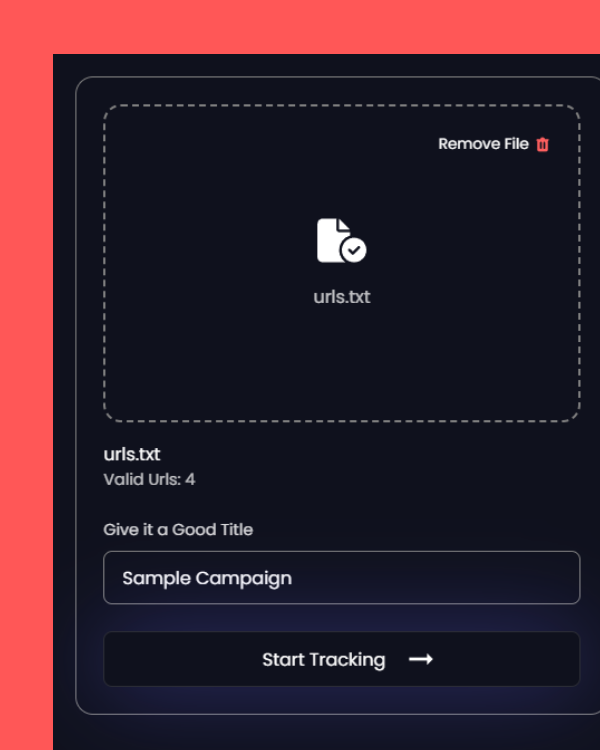 Remove File
urls.txt
urls.txt
Valid Urls: 4
Give it a Good Title
Sample Campaign
Start Tracking